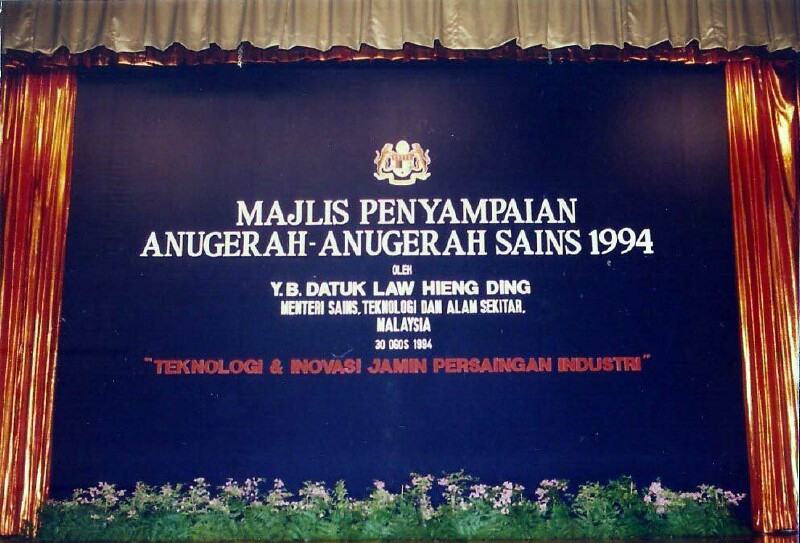 MAJLIS PENYAMPAIAN
ANUGERAH-ANUGERAH SAINS 1994
OLEH
Y.B. DATUK LAW HIENG DING
MENTERI SAINS, TEKNOLOGI DAN ALAM SEKITAR,
MALAYSIA
30 OGOS 1994
"TEKNOLOGI & INOVASI JAMIN PERSAINGAN INDUSTRI"